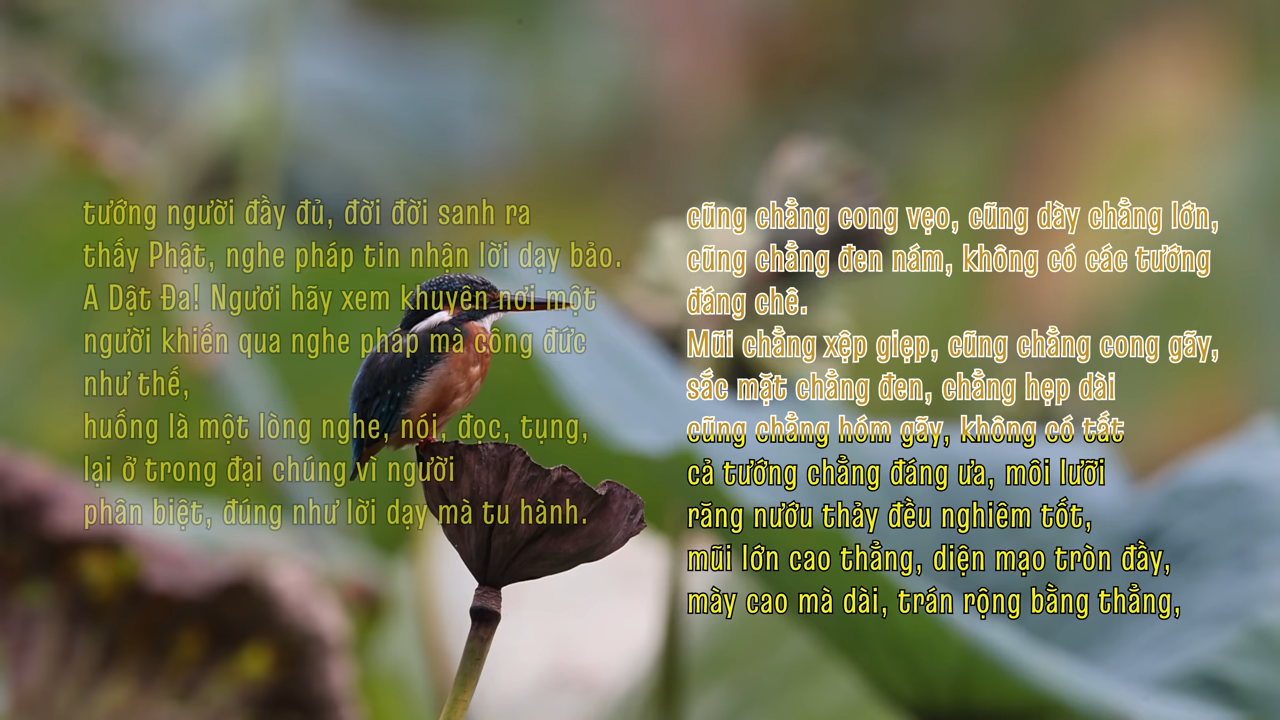 tướng người đầy đủ, đời đời sanh ra
thấy Phật, nghe pháp tin nhận lời dạy bảo.
A Dật Đa! Ngươi hãy xem khuyên nơi một
người khiến qua nghe pháp mà công đức
như thế,
huống là một lòng nghe, nói, đọc, tụng,
lại ở trong đại chúng vì người
phân biệt, đúng như lời dạy mà tu hành.
cũng chẳng cong vẹo, cũng dày chẳng lớn,
cũng chẳng đen nám, không có các tướng
đáng chê.
Mũi chẳng xệp giẹp, cũng chẳng cong gãy,
sắc mặt chẳng đen, chẳng hẹp dài
cũng chẳng hóm gãy, không có tất
cả tướng chẳng đáng ưa, môi lưỡi
răng nướu thảy đều nghiêm tốt,
mũi lớn cao thẳng, diện mạo tròn đầy,
mày cao mà dài, trán rộng bằng thẳng,